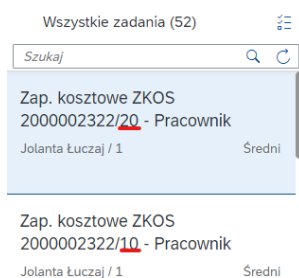 Wszystkie zadania (52)
Szukaj
Zap. kosztowe ZKOS
2000002322/20 - Pracownik
Jolanta Łuczaj / 1 Średni
Zap. kosztowe ZKOS
2000002322/10 - Pracownik
Jolanta Łuczaj / 1 Średni